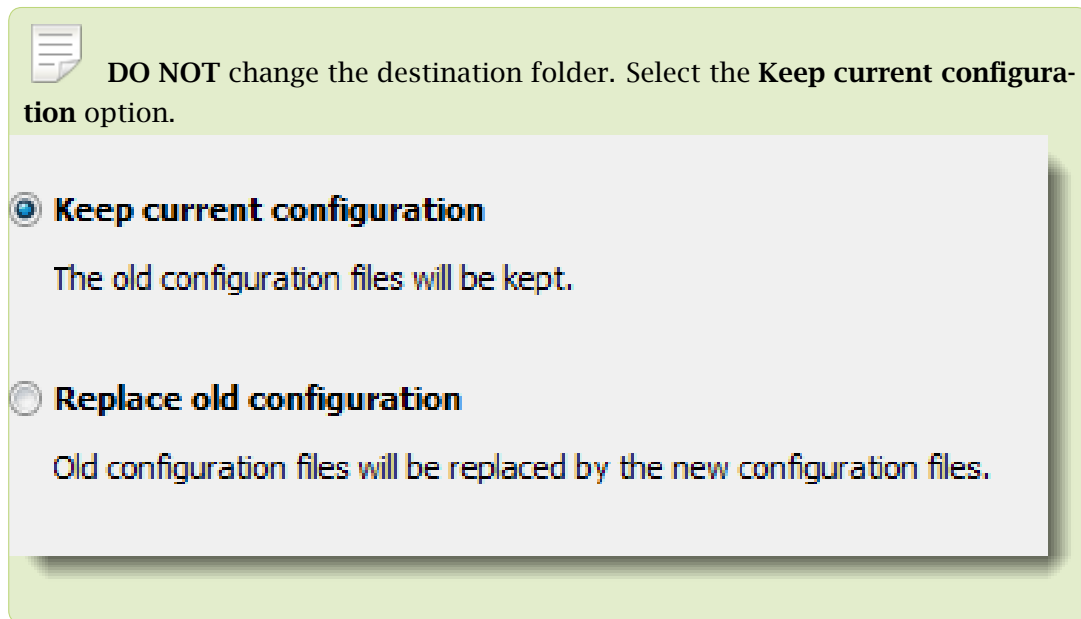 DO NOT change the destination folder. Select the Keep current configura-
tion option.
Keep current configuration
The old configuration files will be kept.
Replace old configuration
Old configuration files will be replaced by the new configuration files.